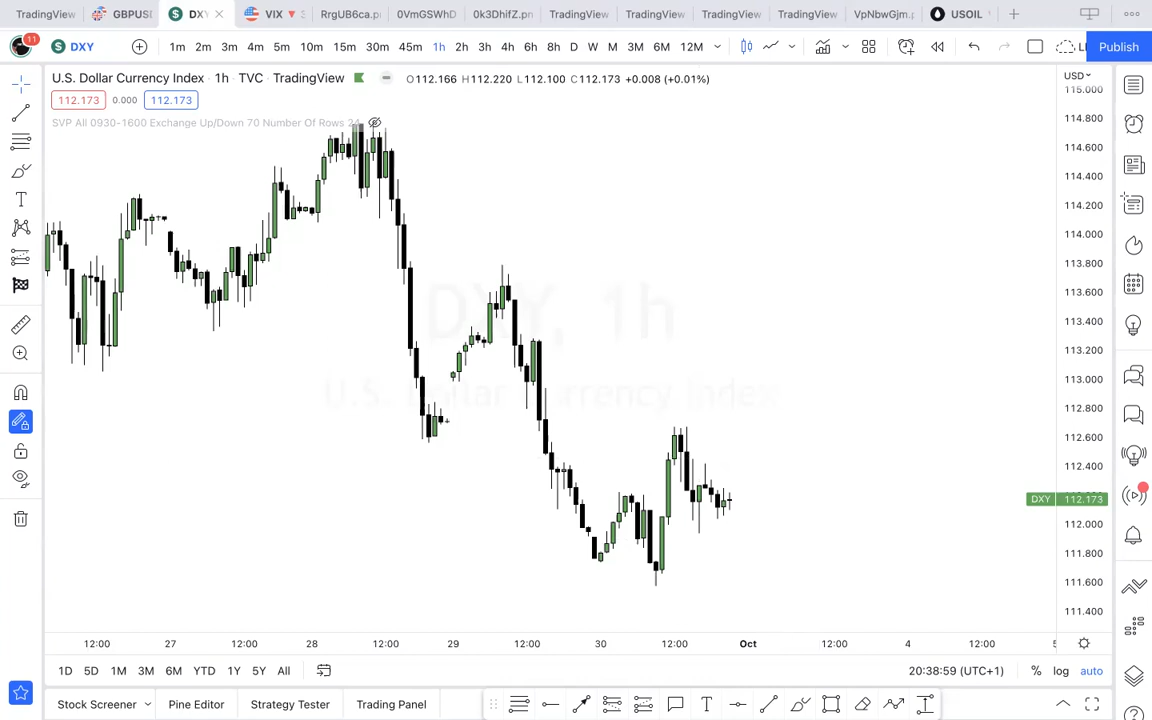 TradingView GBPUSD DXY VIX RrgUB6ca.p 0VmGSWhD 0k3DhifZ.pn TradingView TradingView TradingView TradingView VpNbwGjm.p USOIL
11 DXY 1m 2m 3m 4m 5m 10m 15m 30m 45m 1h 2h 3h 4h 6h 8h D W M 3M 6M 12M Publish
U.S. Dollar Currency Index · 1h · TVC · TradingView O112.166 H112.220 L112.100 C112.173 +0.008 (+0.01%) USD
112.173 0.000 112.173
SVP All 0930-1600 Exchange Up/Down 70 Number Of Rows 24
115.000
114.800
114.600
114.400
114.200
114.000
113.800
113.600
113.400
113.200
113.000
112.800
112.600
112.400
DXY 112.173
112.000
111.800
111.600
111.400
DXY, 1h
U.S. Dollar Currency Index
12:00 27 12:00 28 12:00 29 12:00 30 12:00 Oct 12:00 4 12:00
1D 5D 1M 3M 6M YTD 1Y 5Y All 20:38:59 (UTC+1) % log auto
Stock Screener Pine Editor Strategy Tester Trading Panel